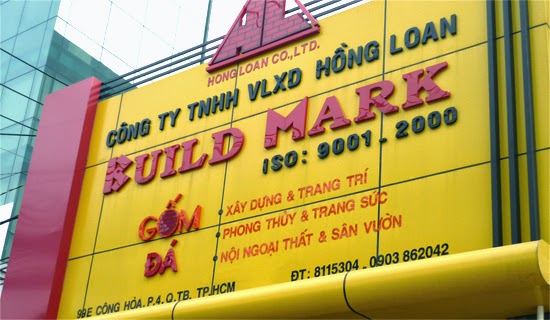 HONG LOAN CO.,LTD.
CÔNG TY TNHH VLXD HỒNG LOAN
BUILD MARK
ISO: 9001 - 2000
GỐM ĐÁ
XÂY DỰNG & TRANG TRÍ
PHONG THỦY & TRANG SỨC
NỘI NGOẠI THẤT & SÂN VƯỜN
99E CÔNG HÒA, P.4, Q.TB, TP.HCM
ĐT: 8115304 - 0903 862042